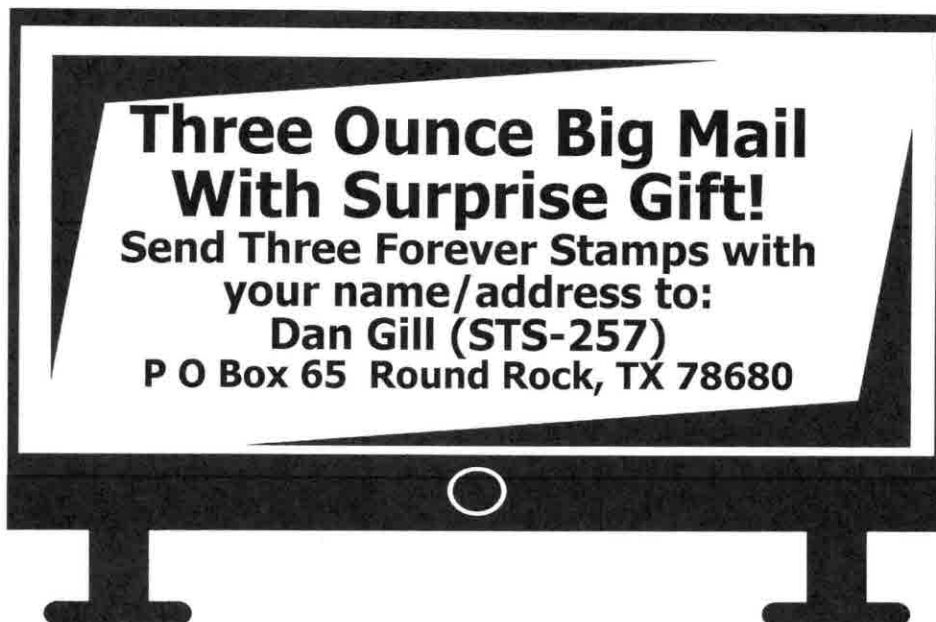 Three Ounce Big Mail
With Surprise Gift!
Send Three Forever Stamps with
your name/address to:
Dan Gill (STS-257)
P O Box 65 Round Rock, TX 78680